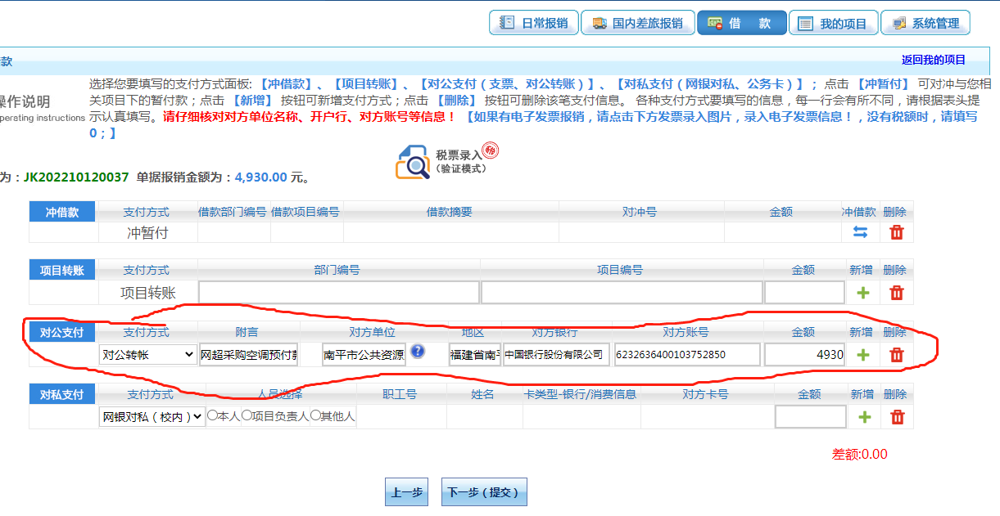 日常报销 国内差旅报销 借 款 我的项目 系统管理
款 返回我的项目
操作说明
perating instructions
选择您要填写的支付方式面板:【冲借款】、【项目转账】、【对公支付（支票、对公转账）】、【对私支付（网银对私、公务卡）】；点击 【冲暂付】 可对冲与您相
关项目下的暂付款；点击 【新增】 按钮可新增支付方式；点击 【删除】 按钮可删除该笔支付信息。 各种支付方式要填写的信息，每一行会有所不同，请根据表头提
示认真填写。请仔细核对对方单位名称、开户行、对方账号等信息！ 【如果有电子发票报销，请点击下方发票录入图片，录入电子发票信息！，没有税额时，请填写
0；】
税票录入 税
（验证模式）
为：JK202210120037 单据报销金额为：4,930.00 元。
冲借款 支付方式 借款部门编号 借款项目编号 借款摘要 对冲号 金额 冲借款 删除
冲暂付
项目转账 支付方式 部门编号 项目编号 金额 新增 删除
项目转账
对公支付 支付方式 附言 对方单位 地区 对方银行 对方账号 金额 新增 删除
对公转帐 网超采购空调预付 南平市公共资源 福建省南 中国银行股份有限公司 6232636400103752850 4930
对私支付 支付方式 人员选择 职工号 姓名 卡类型-银行/消费信息 对方卡号 金额 新增 删除
网银对私（校内） 本人 项目负责人 其他人
差额:0.00
上一步 下一步（提交）